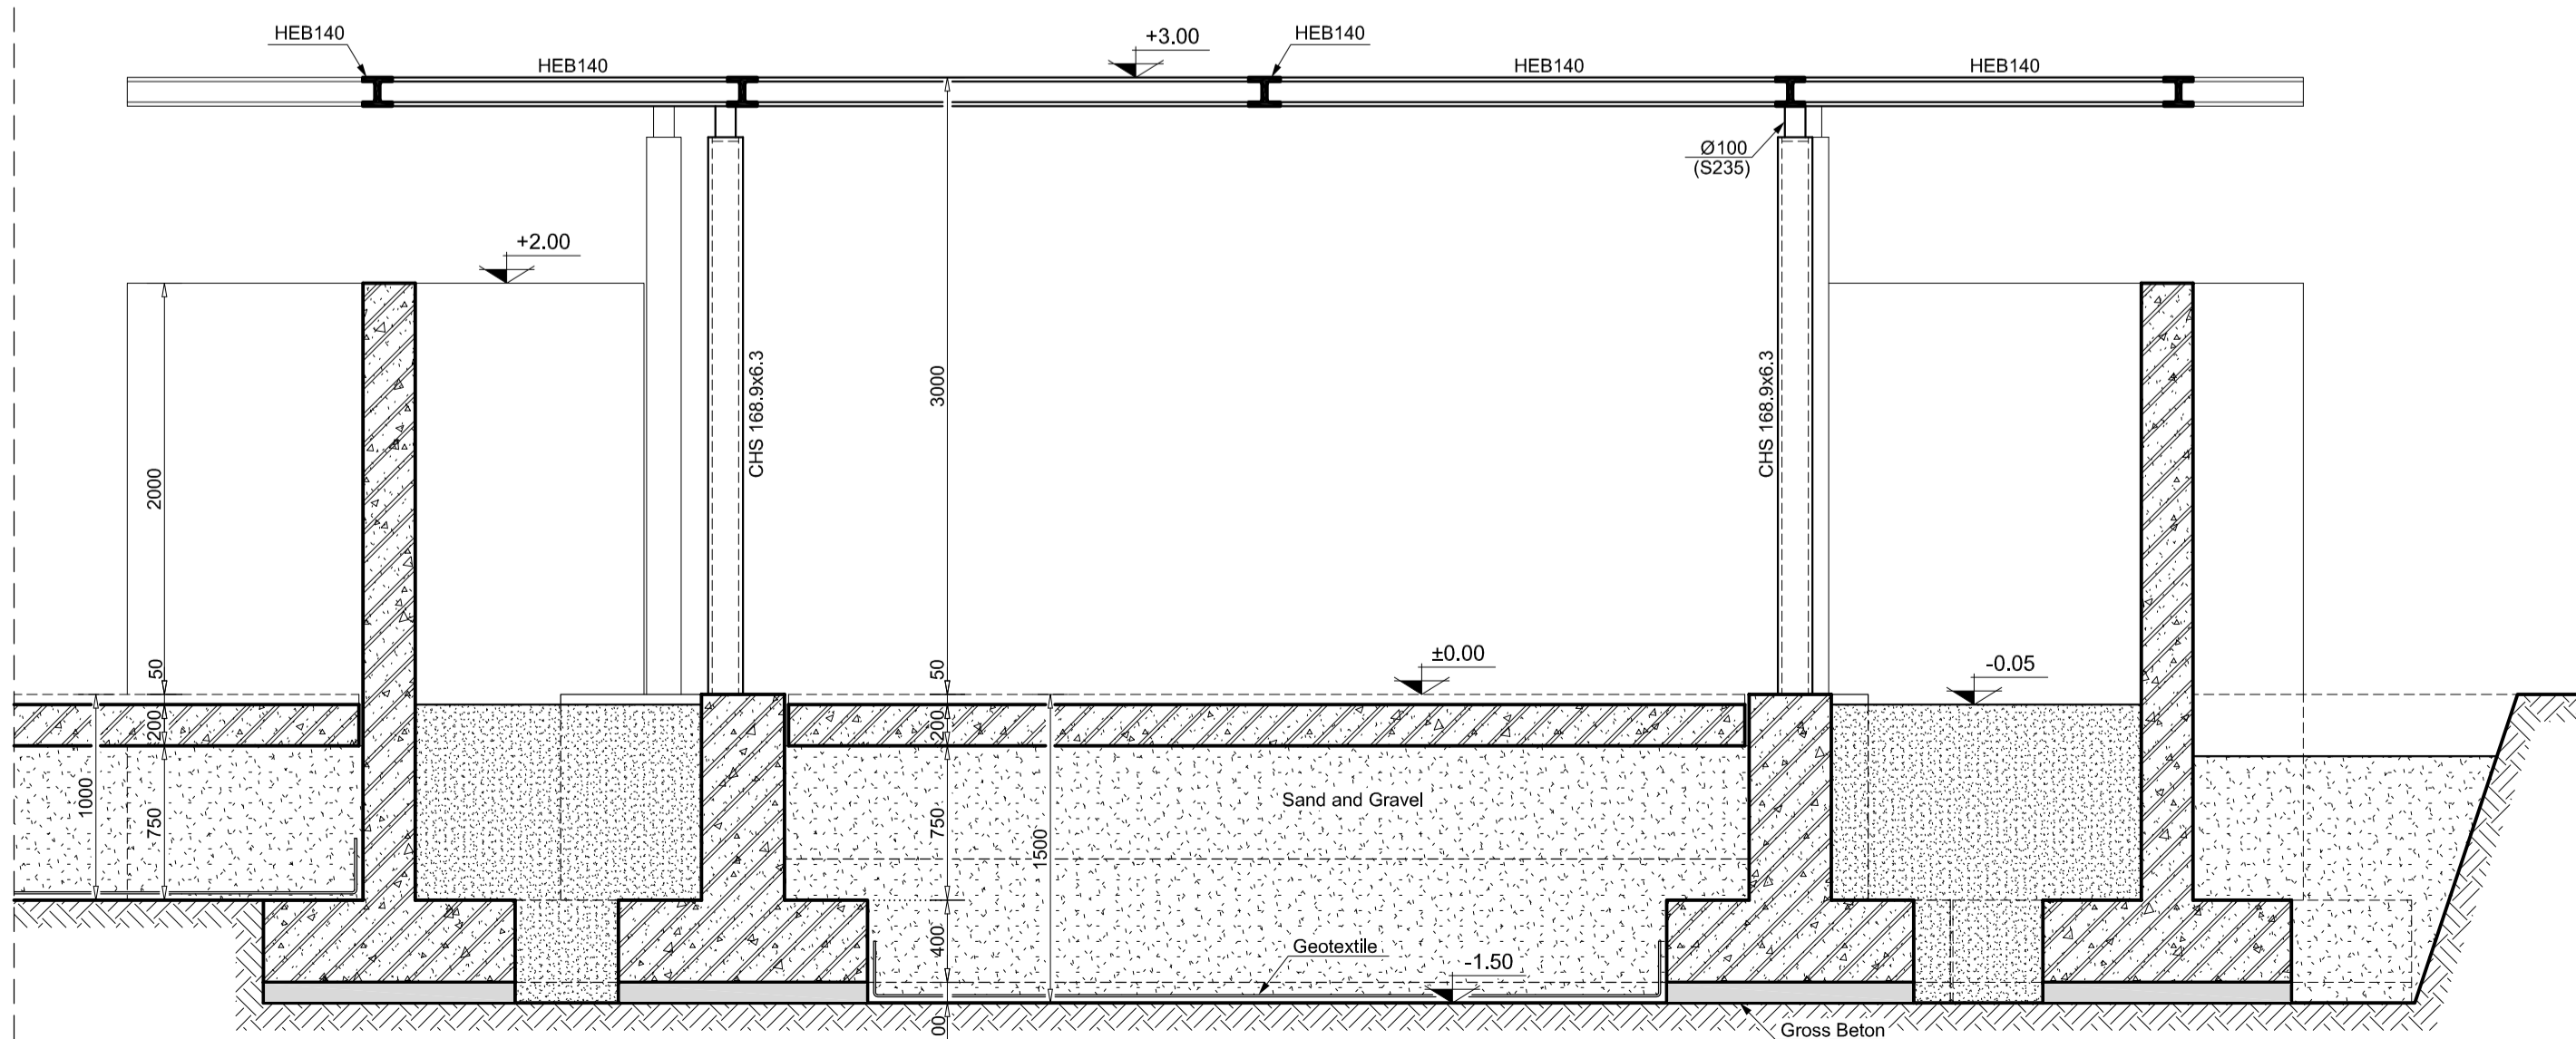 HEB140
HEB140
+3.00
HEB140
HEB140
HEB140
Ø100
(S235)
+2.00
CHS 168.9x6.3
CHS 168.9x6.3
3000
2000
50
50
±0.00
-0.05
200
200
1000
750
750
1500
Sand and Gravel
400
Geotextile
-1.50
Gross Beton